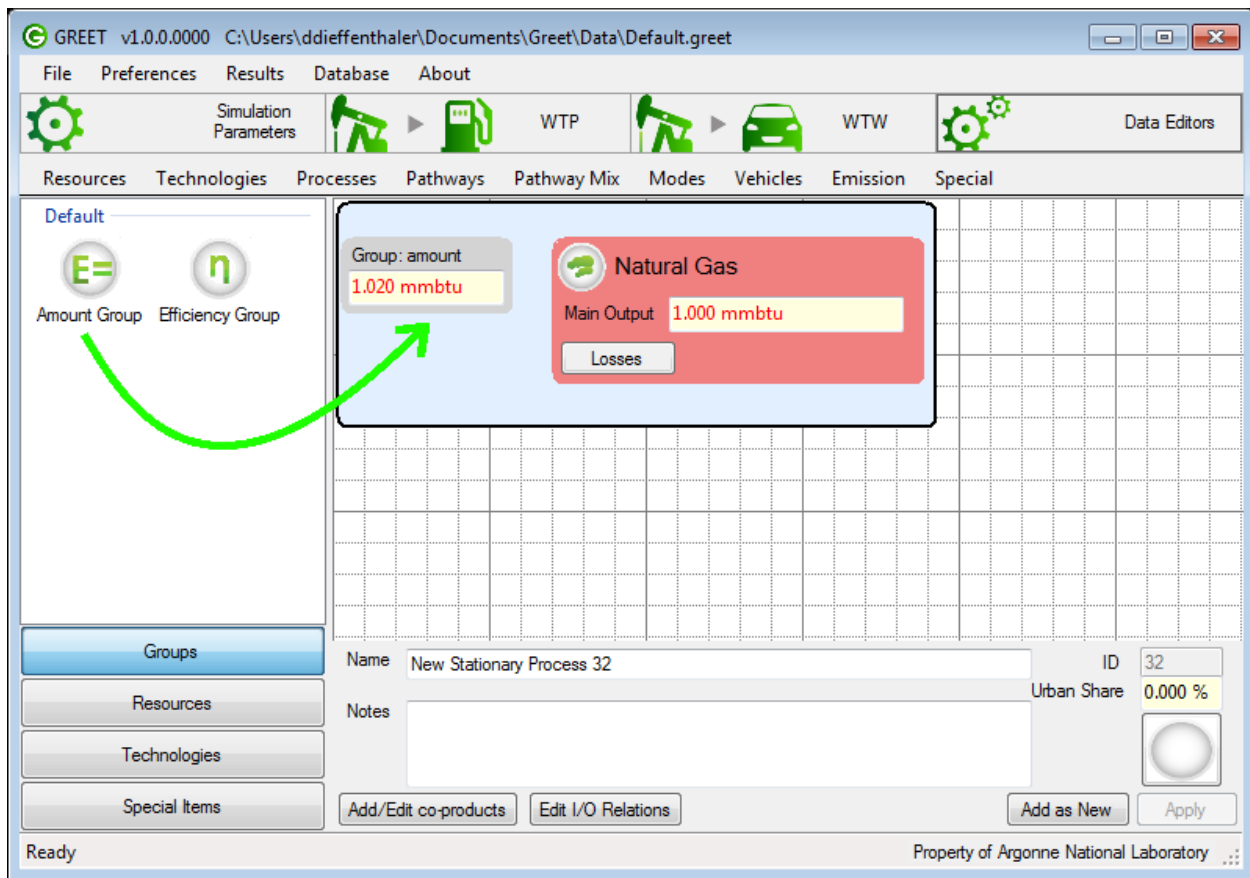 GREET v1.0.0.0000 C:\Users\ddieffenthaler\Documents\Greet\Data\Default.greet
File Preferences Results Database About
Simulation
Parameters
WTP
WTW
Data Editors
Resources Technologies Processes Pathways Pathway Mix Modes Vehicles Emission Special
Default
E=
η
Amount Group Efficiency Group
Group: amount
1.020 mmbtu
Natural Gas
Main Output 1.000 mmbtu
Losses
Groups
Resources
Technologies
Special Items
Name New Stationary Process 32
ID 32
Urban Share 0.000 %
Notes
Add/Edit co-products Edit I/O Relations Add as New Apply
Ready Property of Argonne National Laboratory